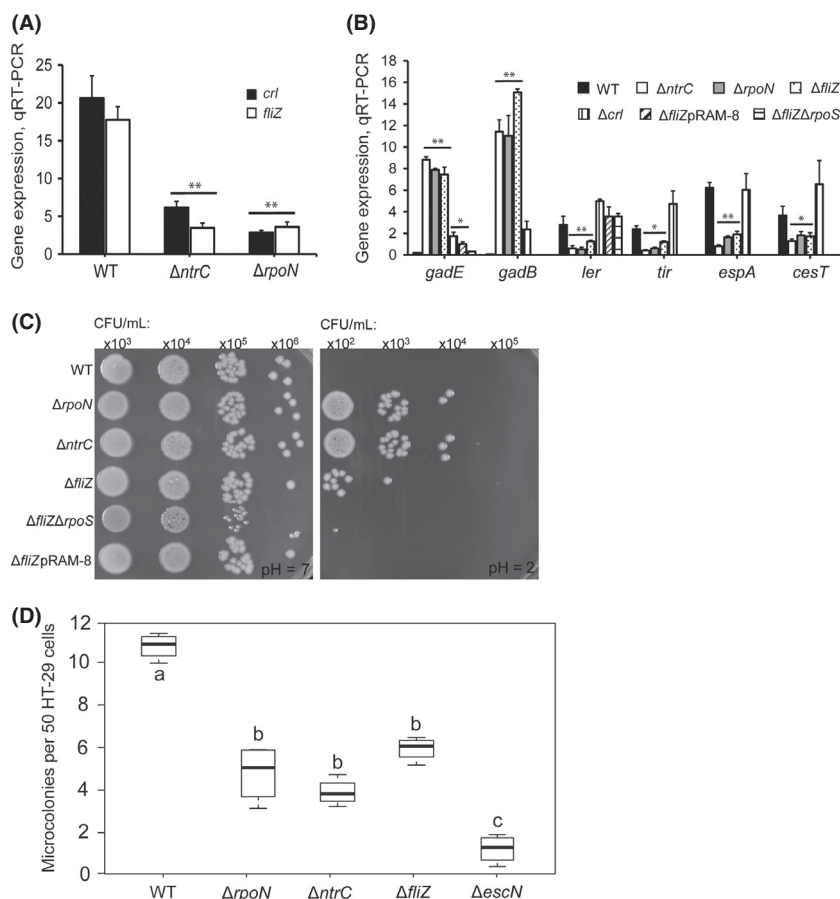 (A)
Gene expression, qRT-PCR
25
20
15
10
5
0
crl
fliZ
**
**
WT
ΔntrC
ΔrpoN
(B)
Gene expression, qRT-PCR
18
16
14
12
10
8
6
4
2
0
WT ΔntrC ΔrpoN ΔfliZ
Δcrl ΔfliZpRAM-8 ΔfliZΔrpoS
**
*
**
**
*
**
*
gadE gadB ler tir espA cesT
(C)
CFU/mL:
x10³ x10⁴ x10⁵ x10⁶
CFU/mL:
x10² x10³ x10⁴ x10⁵
WT
ΔrpoN
ΔntrC
ΔfliZ
ΔfliZΔrpoS
ΔfliZpRAM-8
pH = 7
pH = 2
(D)
Microcolonies per 50 HT-29 cells
12
10
8
6
4
2
0
a
b
b
b
c
WT ΔrpoN ΔntrC ΔfliZ ΔescN